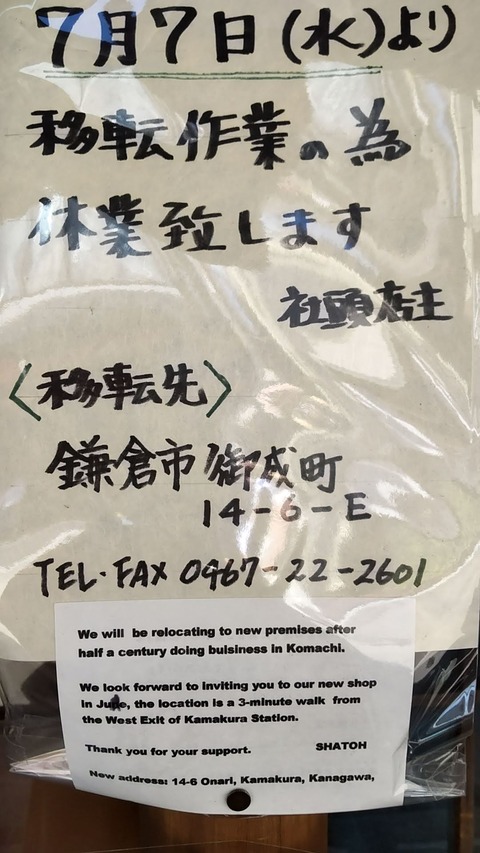 7月7日(水)より
移転作業の為
休業致します
社頭店主
〈移転先〉
鎌倉市御成町
14-6-E
TEL・FAX 0467-22-2601
We will be relocating to new premises after
half a century doing buisiness in Komachi.
We look forward to inviting you to our new shop
in the location is a 3-minute walk from
the West Exit of Kamakura Station.
Thank you for your support. SHATOH
New address: 14-6 Onari, Kamakura, Kanagawa,